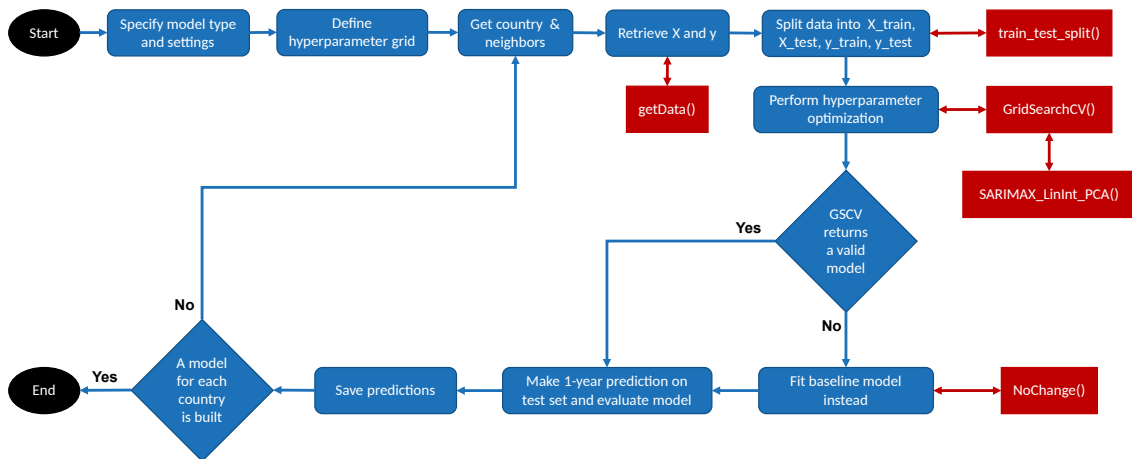 Start
Specify model type
and settings
Define
hyperparameter grid
Get country &
neighbors
Retrieve X and y
Split data into X_train,
X_test, y_train, y_test
train_test_split()
getData()
Perform hyperparameter
optimization
GridSearchCV()
SARIMAX_LinInt_PCA()
GSCV
returns
a valid
model
Yes
No
No
Yes
End
A model
for each
country
is built
Save predictions
Make 1-year prediction on
test set and evaluate model
Fit baseline model
instead
NoChange()